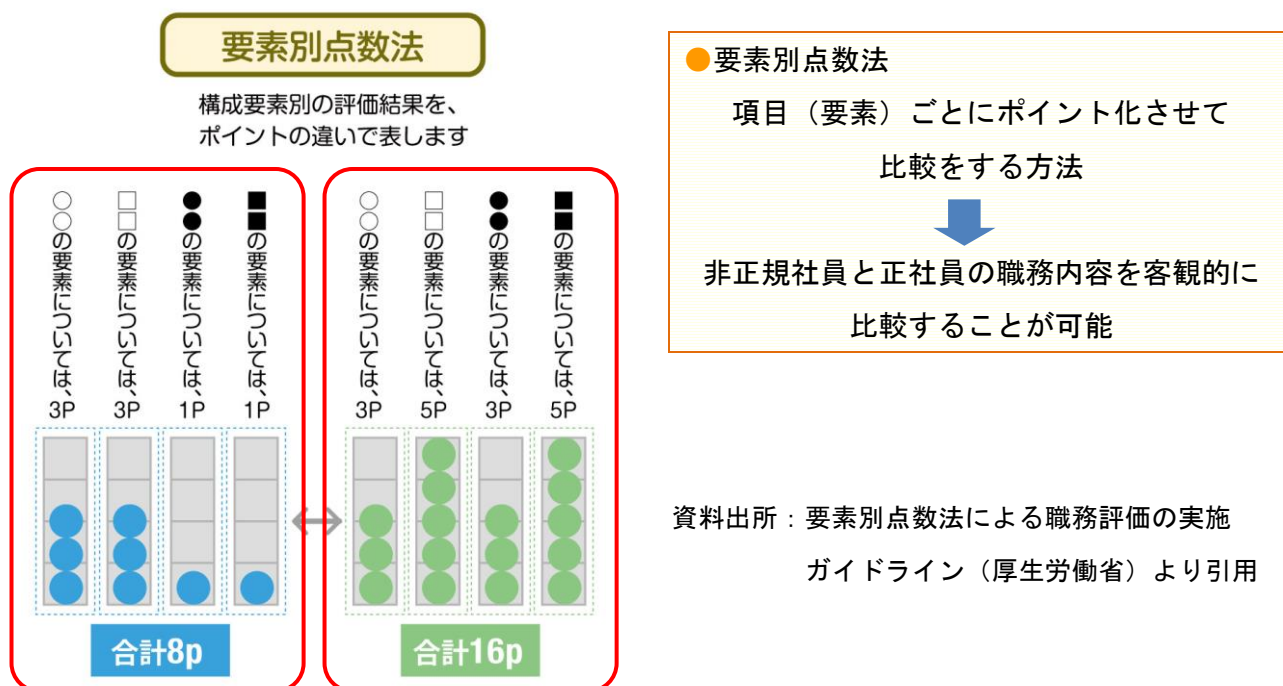 要素別点数法
構成要素別の評価結果を、
ポイントの違いで表します
○○の要素については、3P
□□の要素については、3P
●●の要素については、1P
■■の要素については、1P
合計8p
○○の要素については、3P
□□の要素については、5P
●●の要素については、3P
■■の要素については、5P
合計16p
●要素別点数法
項目（要素）ごとにポイント化させて
比較をする方法
非正規社員と正社員の職務内容を客観的に
比較することが可能
資料出所：要素別点数法による職務評価の実施
ガイドライン（厚生労働省）より引用